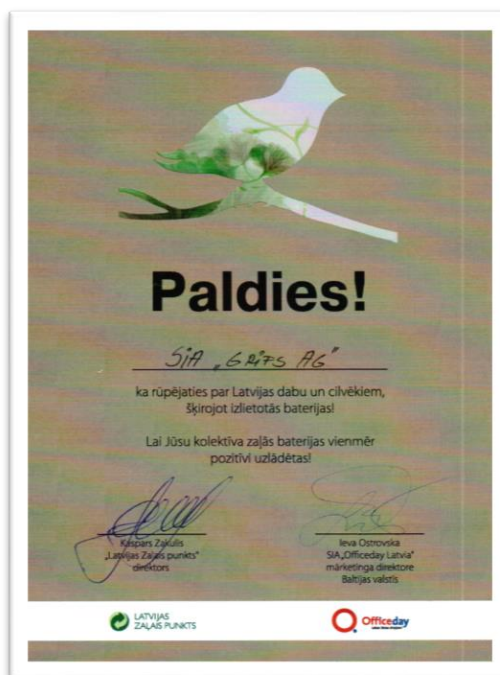 Paldies!
SIA „GRIFS AG”
ka rūpējaties par Latvijas dabu un cilvēkiem,
šķirojot izlietotās baterijas!
Lai Jūsu kolektīva zaļās baterijas vienmēr
pozitīvi uzlādētas!
Kaspars Zakulis
„Latvijas Zaļais punkts”
direktors
Ieva Ostrovska
SIA „Officeday Latvia”
mārketinga direktore
Baltijas valstīs
LATVIJAS
ZAĻAIS PUNKTS
Officeday